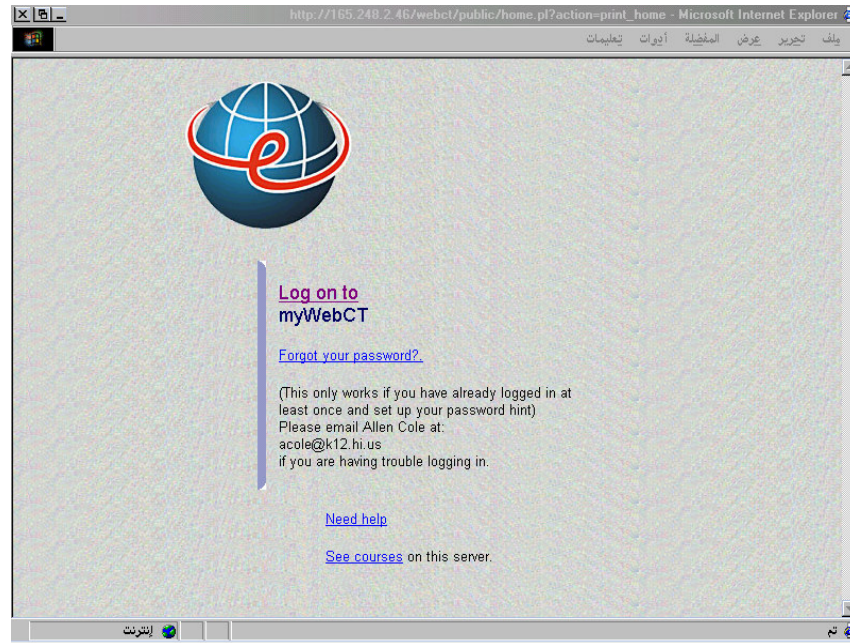 http://165.248.2.46/webct/public/home.pl?action=print_home - Microsoft Internet Explorer
ملف تحرير عرض المفضلة أدوات تعليمات
Log on to
myWebCT
Forgot your password?.
(This only works if you have already logged in at
least once and set up your password hint)
Please email Allen Cole at:
acole@k12.hi.us
if you are having trouble logging in.
Need help
See courses on this server.
تم
إنترنت